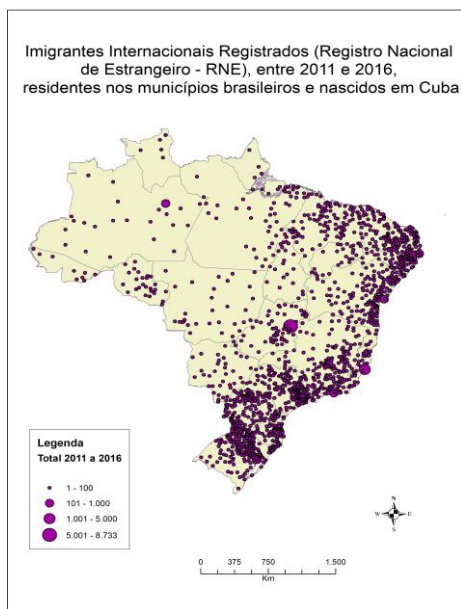 Imigrantes Internacionais Registrados (Registro Nacional
de Estrangeiro - RNE), entre 2011 e 2016,
residentes nos municípios brasileiros e nascidos em Cuba
Legenda
Total 2011 a 2016
1 - 100
101 - 1.000
1.001 - 5.000
5.001 - 8.733
N
W E
S
0 375 750 1.500
Km